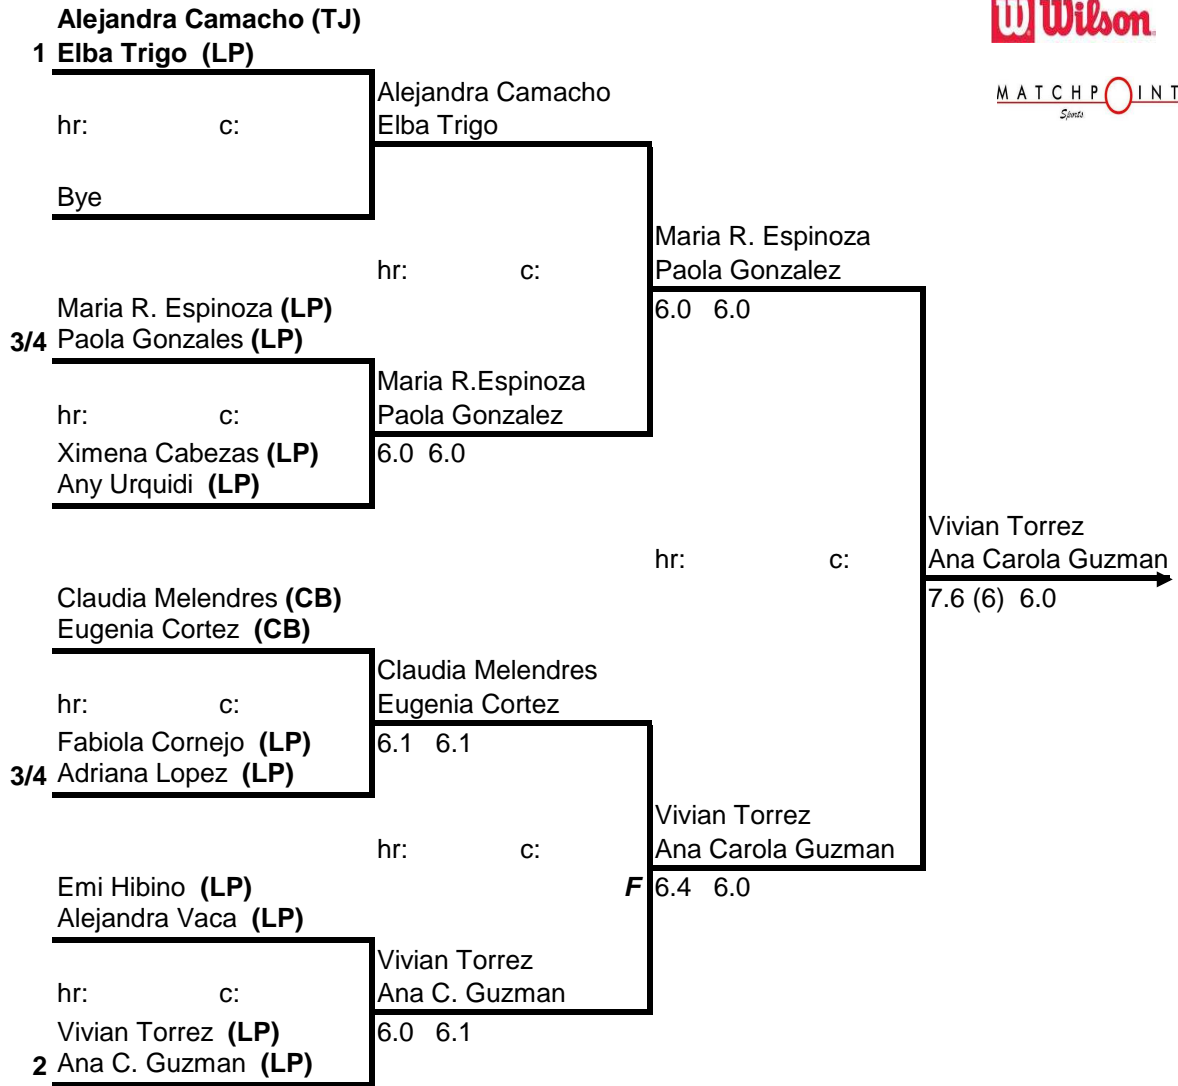 Alejandra Camacho (TJ)
1 Elba Trigo (LP)
hr: c:
Bye
Maria R. Espinoza (LP)
3/4 Paola Gonzales (LP)
hr: c:
Ximena Cabezas (LP)
Any Urquidi (LP)
Claudia Melendres (CB)
Eugenia Cortez (CB)
hr: c:
Fabiola Cornejo (LP)
3/4 Adriana Lopez (LP)
Emi Hibino (LP)
Alejandra Vaca (LP)
hr: c:
Vivian Torrez (LP)
2 Ana C. Guzman (LP)
Alejandra Camacho
Elba Trigo
hr: c:
Maria R.Espinoza
Paola Gonzalez
6.0 6.0
Claudia Melendres
Eugenia Cortez
6.1 6.1
hr: c:
Vivian Torrez
Ana C. Guzman
6.0 6.1
Maria R. Espinoza
Paola Gonzalez
6.0 6.0
hr: c:
Vivian Torrez
Ana Carola Guzman
F 6.4 6.0
Vivian Torrez
Ana Carola Guzman
7.6 (6) 6.0
W Wilson
MATCHPOINT
Sports